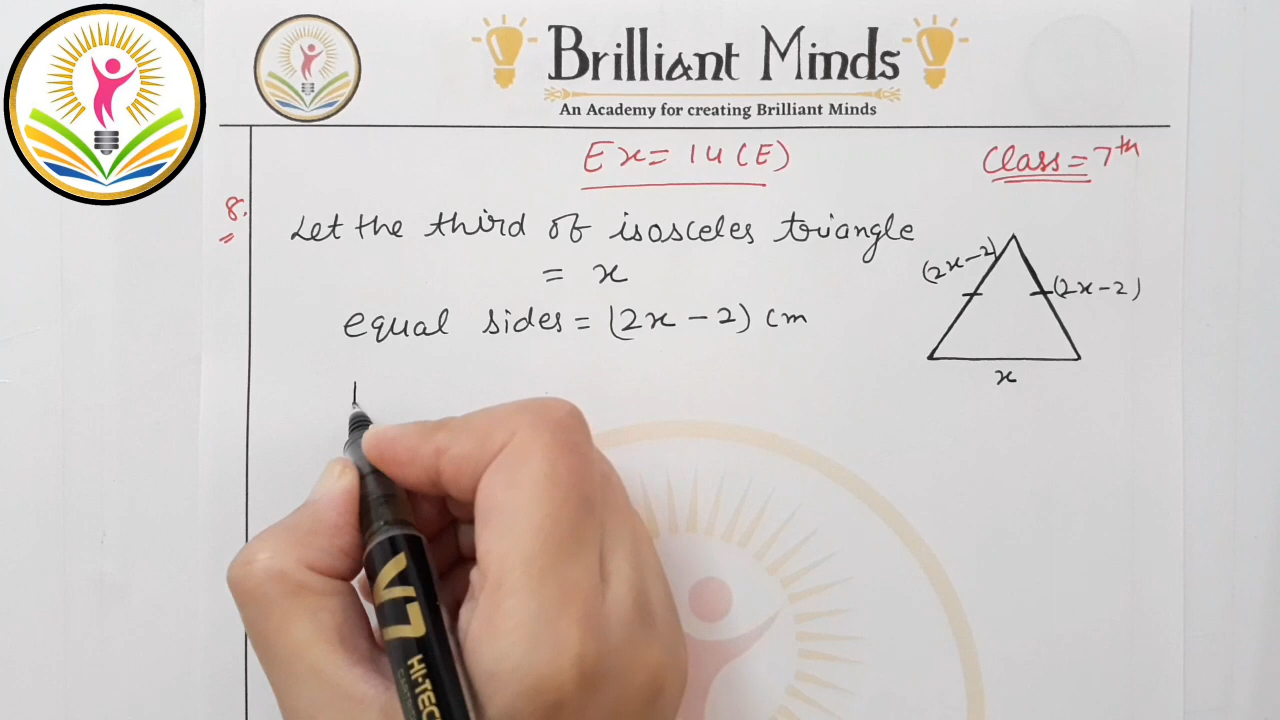 Brilliant Minds
An Academy for creating Brilliant Minds
Ex = 14 (E)
Class = 7th
8.
Let the third of isosceles triangle
= x
equal sides = (2x - 2) cm
(2x - 2)
(2x - 2)
x
V7
HI-TEC